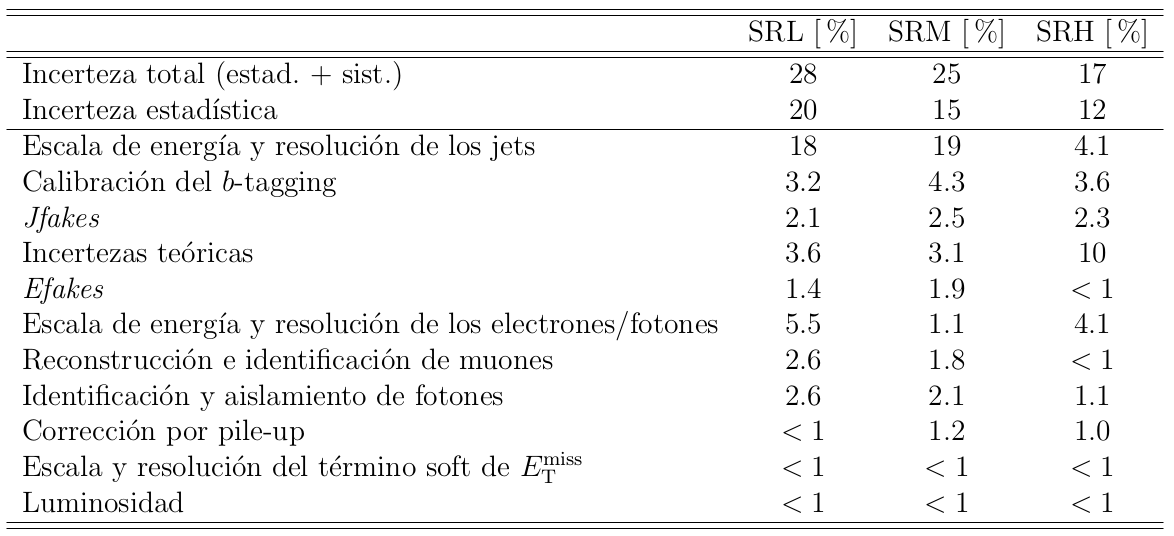 SRL [ %] SRM [ %] SRH [ %]
Incerteza total (estad. + sist.) 28 25 17
Incerteza estadística 20 15 12
Escala de energía y resolución de los jets 18 19 4.1
Calibración del b-tagging 3.2 4.3 3.6
Jfakes 2.1 2.5 2.3
Incertezas teóricas 3.6 3.1 10
Efakes 1.4 1.9 < 1
Escala de energía y resolución de los electrones/fotones 5.5 1.1 4.1
Reconstrucción e identificación de muones 2.6 1.8 < 1
Identificación y aislamiento de fotones 2.6 2.1 1.1
Corrección por pile-up < 1 1.2 1.0
Escala y resolución del término soft de E_T^miss < 1 < 1 < 1
Luminosidad < 1 < 1 < 1